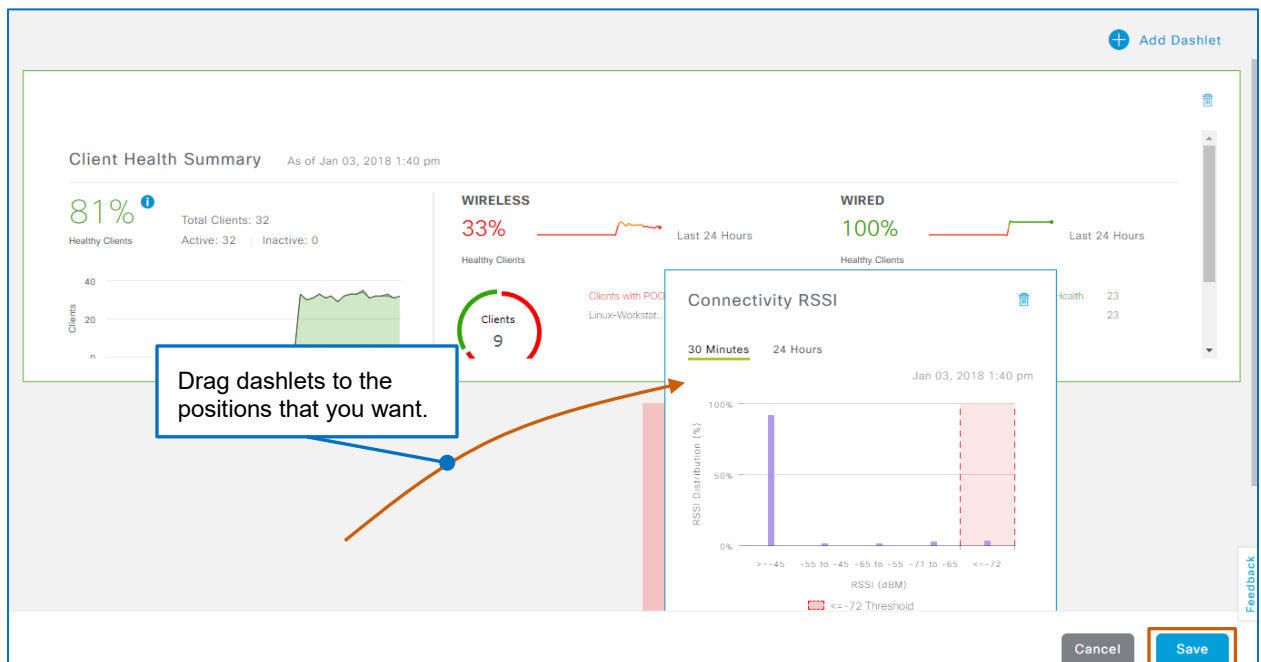 Add Dashlet
Client Health Summary As of Jan 03, 2018 1:40 pm
81%
Healthy Clients
Total Clients: 32
Active: 32 | Inactive: 0
40
20
0
Clients
WIRELESS
33%
Last 24 Hours
Healthy Clients
Clients
9
Clients with POO
Linux-Workstat..
WIRED
100%
Last 24 Hours
Healthy Clients
Health 23
23
Drag dashlets to the
positions that you want.
Connectivity RSSI
30 Minutes 24 Hours
Jan 03, 2018 1:40 pm
RSSI Distribution (%)
100%
50%
0%
>=-45 -55 to -45 -65 to -55 -71 to -65 <=-72
RSSI (dBM)
<=-72 Threshold
Feedback
Cancel
Save